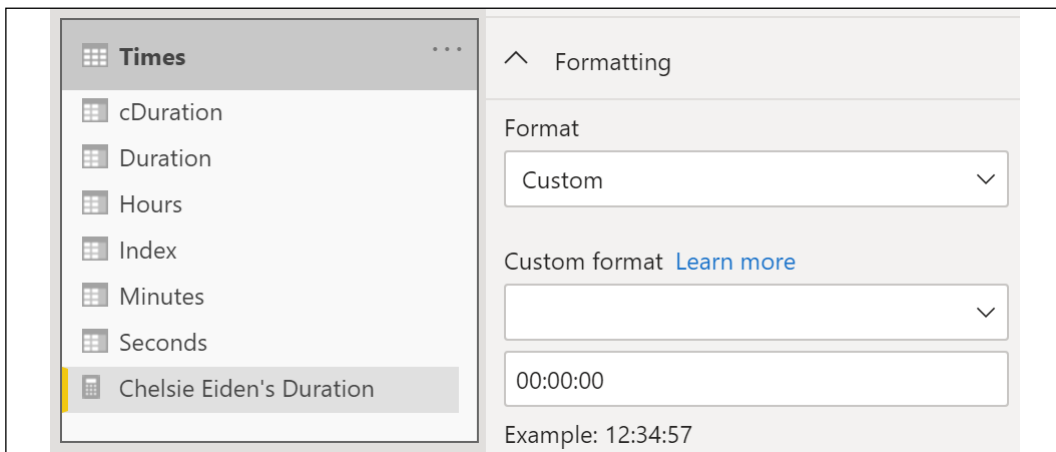 Times
...
cDuration
Duration
Hours
Index
Minutes
Seconds
Chelsie Eiden's Duration
Formatting
Format
Custom
Custom format Learn more
00:00:00
Example: 12:34:57